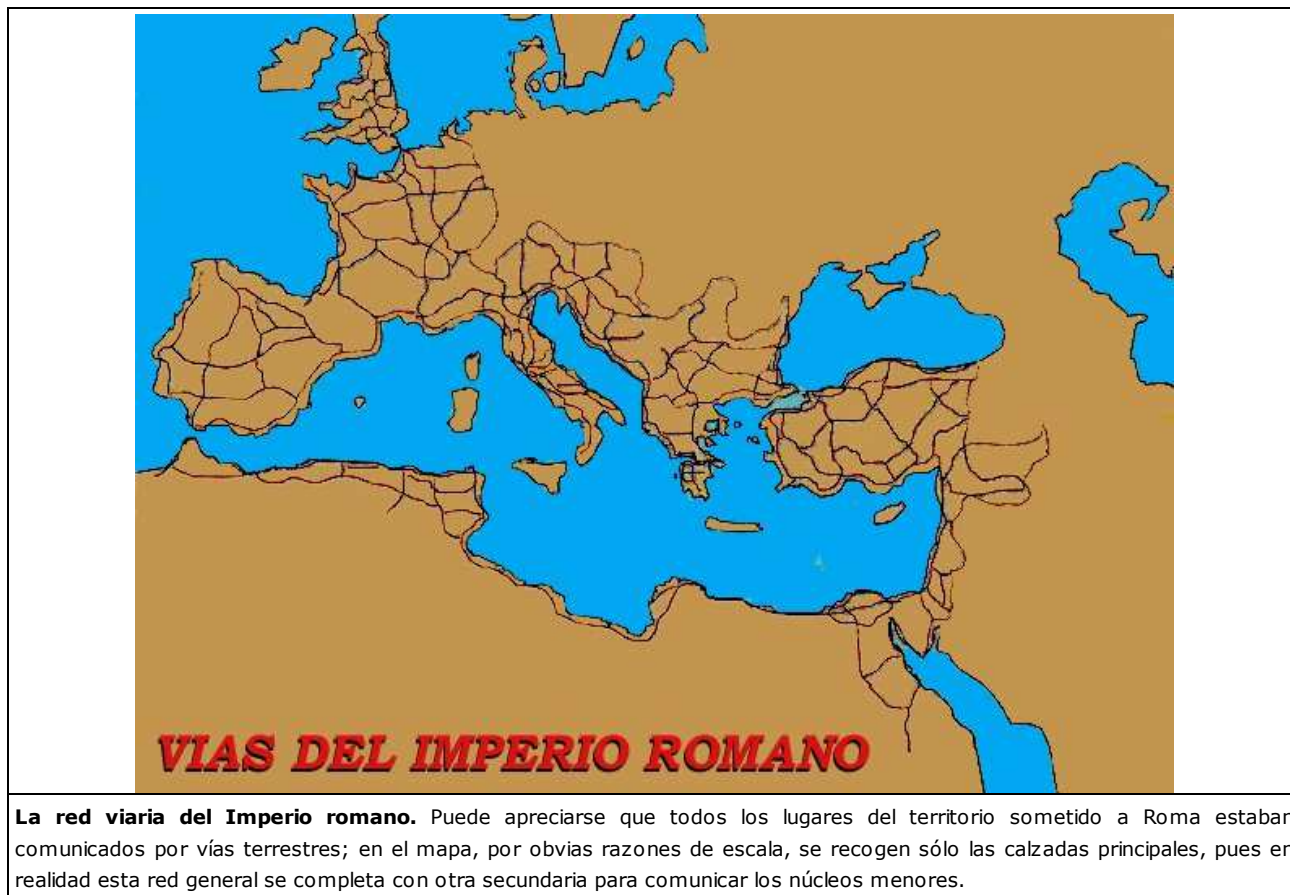 VIAS DEL IMPERIO ROMANO
La red viaria del Imperio romano. Puede apreciarse que todos los lugares del territorio sometido a Roma estaban
comunicados por vías terrestres; en el mapa, por obvias razones de escala, se recogen sólo las calzadas principales, pues en
realidad esta red general se completa con otra secundaria para comunicar los núcleos menores.